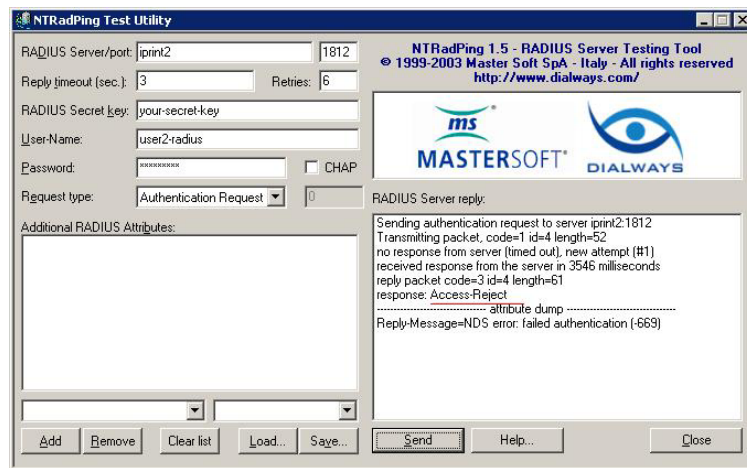 NTRadPing Test Utility
RADIUS Server/port: iprint2 1812
Reply timeout (sec.): 3 Retries: 6
RADIUS Secret key: your-secret-key
User-Name: user2-radius
Password: xxxxxxxxx CHAP
Request type: Authentication Request 0
Additional RADIUS Attributes:
Add Remove Clear list Load... Save...
NTRadPing 1.5 - RADIUS Server Testing Tool
© 1999-2003 Master Soft SpA - Italy - All rights reserved
http://www.dialways.com/
ms
MASTERSOFT DIALWAYS
RADIUS Server reply:
Sending authentication request to server iprint2:1812
Transmitting packet, code=1 id=4 length=52
no response from server (timed out), new attempt (#1)
received response from the server in 3546 milliseconds
reply packet code=3 id=4 length=61
response: Access-Reject
------------------------------- attribute dump -------------------------------
Reply-Message=NDS error: failed authentication (-669)
Send Help... Close